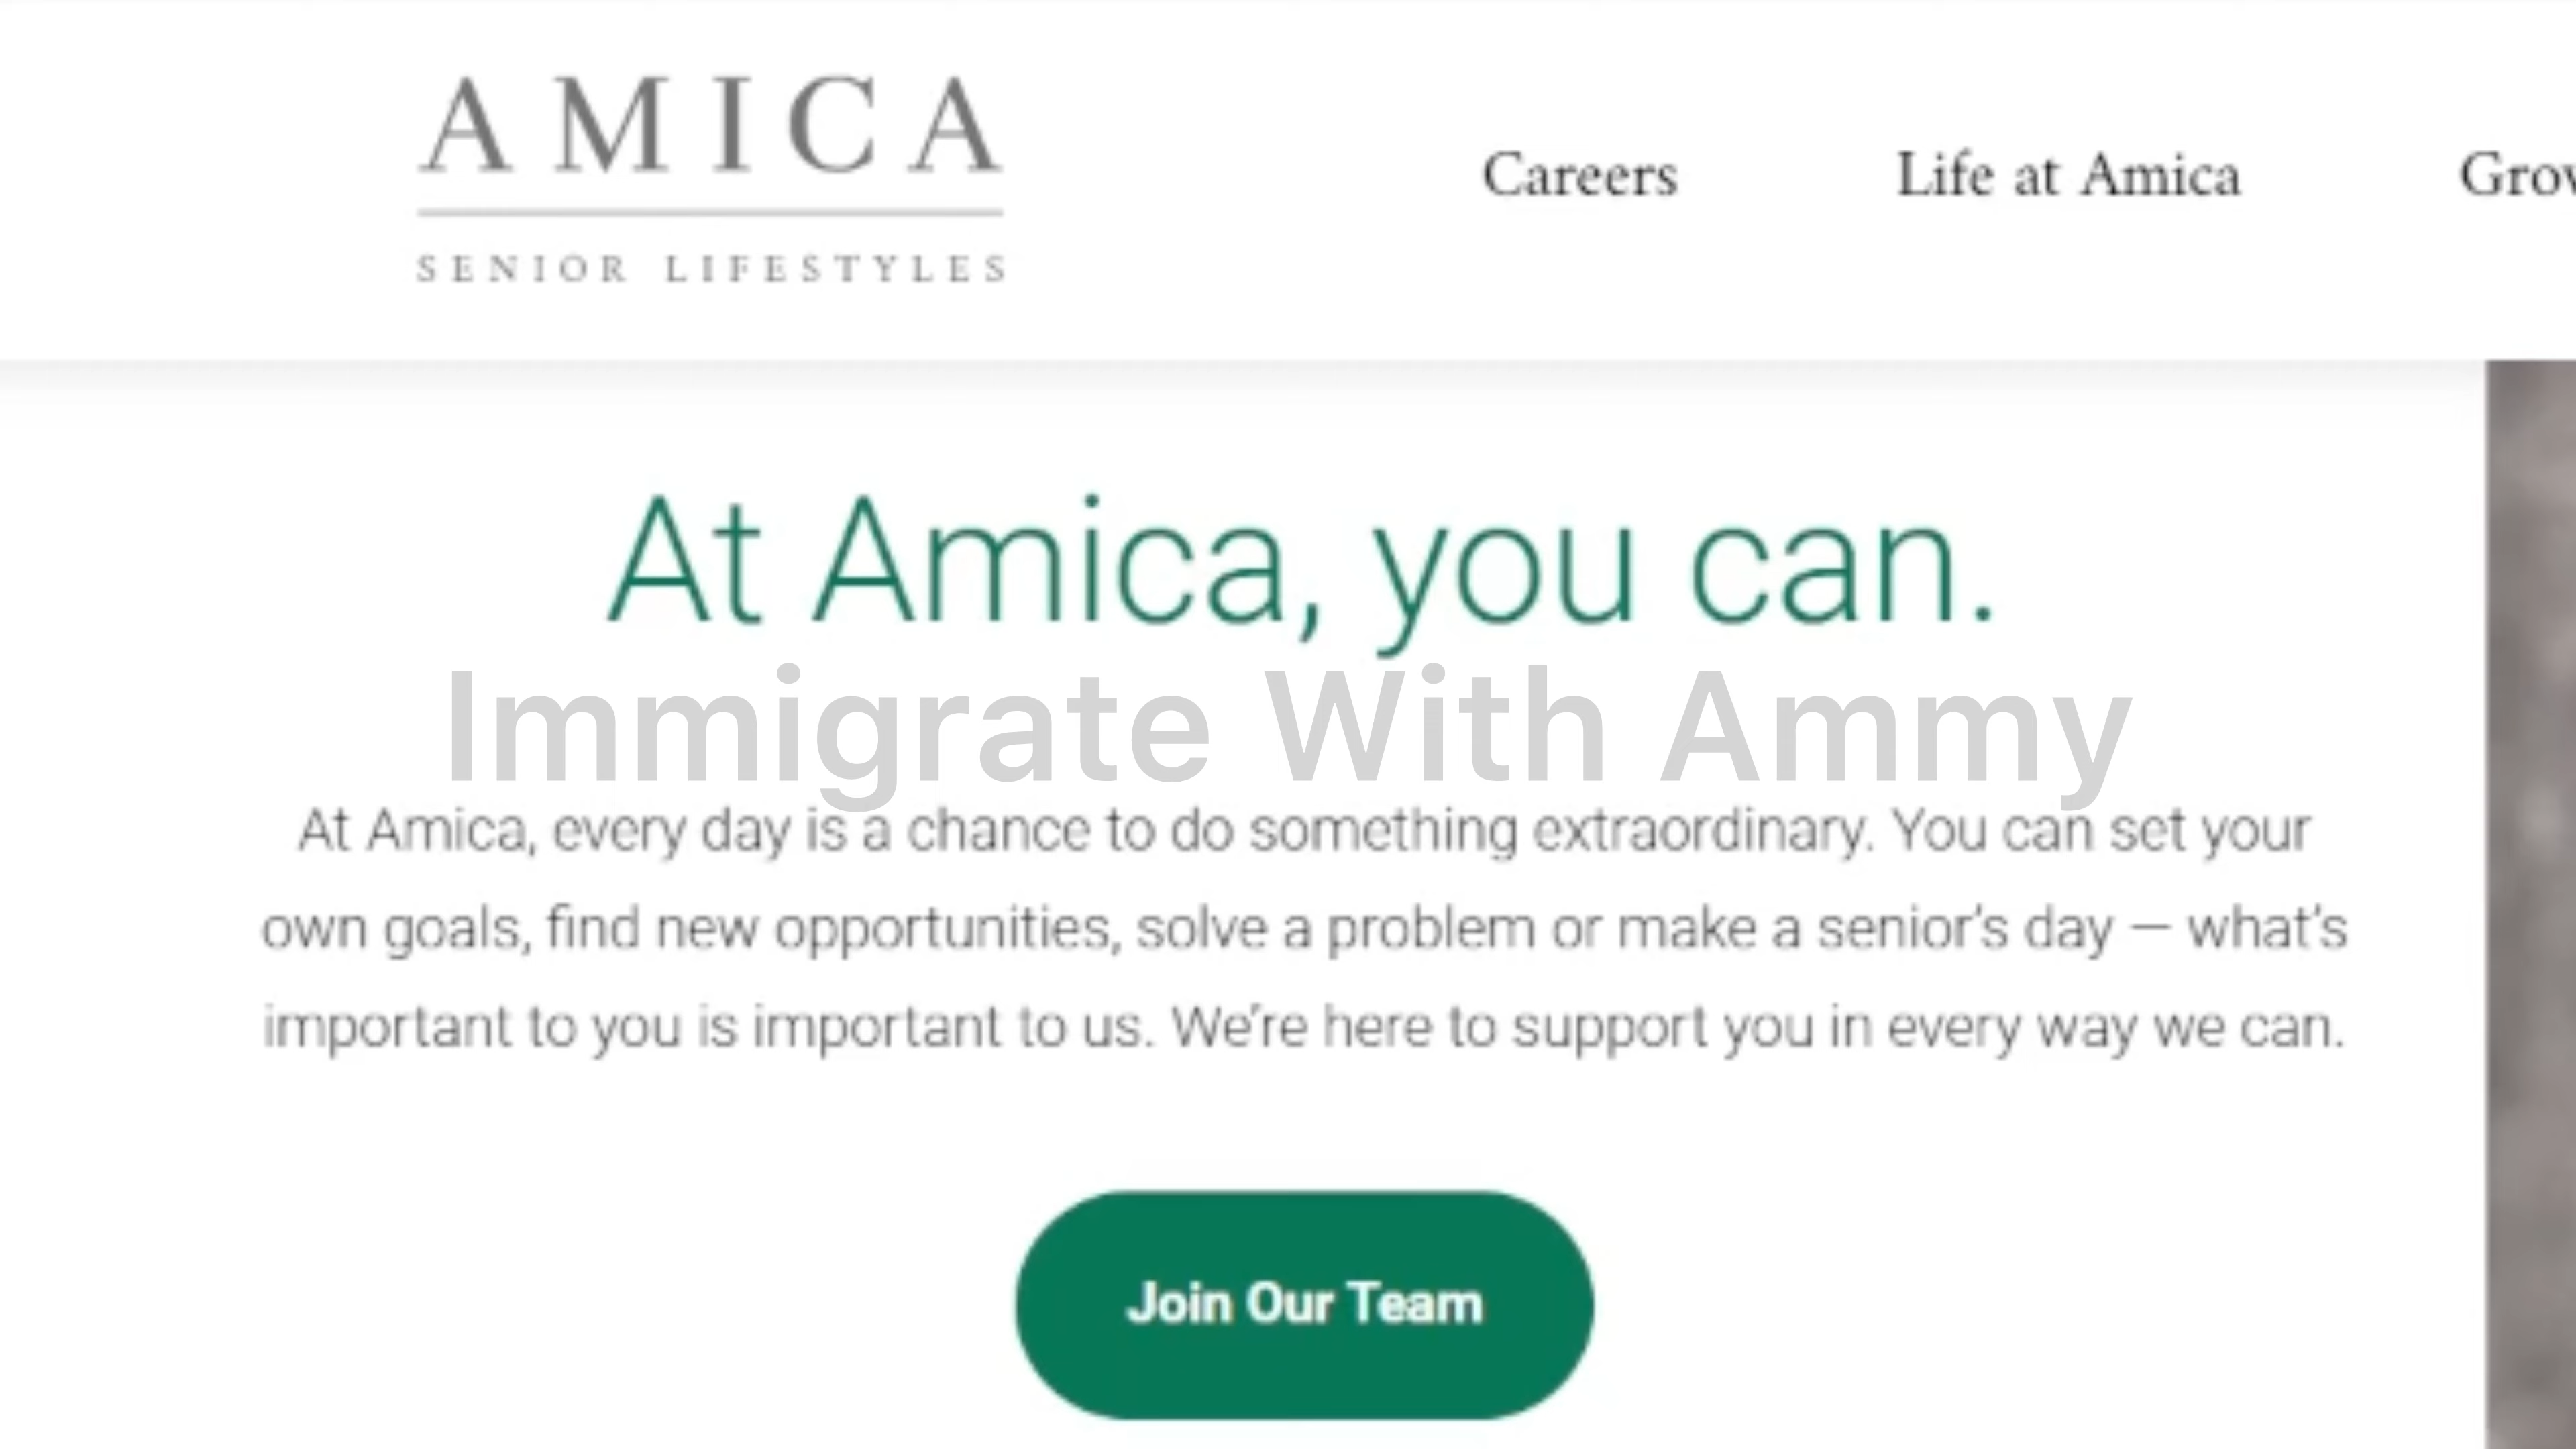 AMICA
SENIOR LIFESTYLES
Careers
Life at Amica
At Amica, you can.
Immigrate With Ammy
At Amica, every day is a chance to do something extraordinary. You can set your
own goals, find new opportunities, solve a problem or make a senior’s day — what’s
important to you is important to us. We’re here to support you in every way we can.
Join Our Team